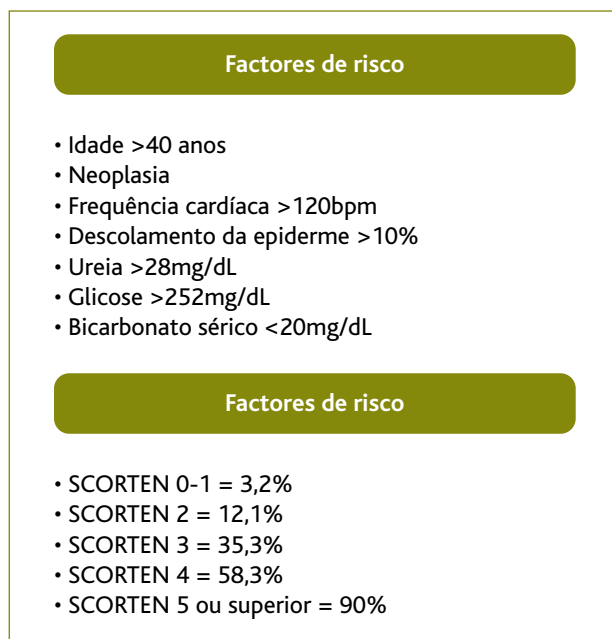 Factores de risco
• Idade >40 anos
• Neoplasia
• Frequência cardíaca >120bpm
• Descolamento da epiderme >10%
• Ureia >28mg/dL
• Glicose >252mg/dL
• Bicarbonato sérico <20mg/dL
Factores de risco
• SCORTEN 0-1 = 3,2%
• SCORTEN 2 = 12,1%
• SCORTEN 3 = 35,3%
• SCORTEN 4 = 58,3%
• SCORTEN 5 ou superior = 90%